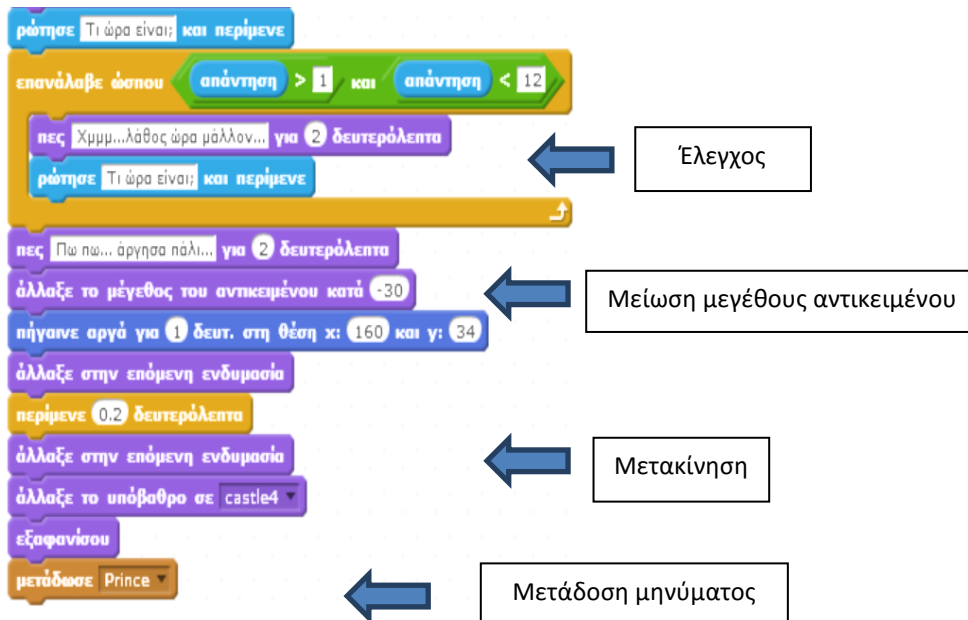 ρώτησε Τι ώρα είναι; και περίμενε
επανάλαβε ώσπου απάντηση > 1 και απάντηση < 12
πες Χμμμ...λάθος ώρα μάλλον... για 2 δευτερόλεπτα
Έλεγχος
ρώτησε Τι ώρα είναι; και περίμενε
πες Πω πω... άργησα πάλι... για 2 δευτερόλεπτα
άλλαξε το μέγεθος του αντικειμένου κατά -30
Μείωση μεγέθους αντικειμένου
πήγαινε αργά για 1 δευτ. στη θέση x: 160 και y: 34
άλλαξε στην επόμενη ενδυμασία
περίμενε 0.2 δευτερόλεπτα
άλλαξε στην επόμενη ενδυμασία
Μετακίνηση
άλλαξε το υπόβαθρο σε castle4
εξαφανίσου
μετάδωσε Prince
Μετάδοση μηνύματος